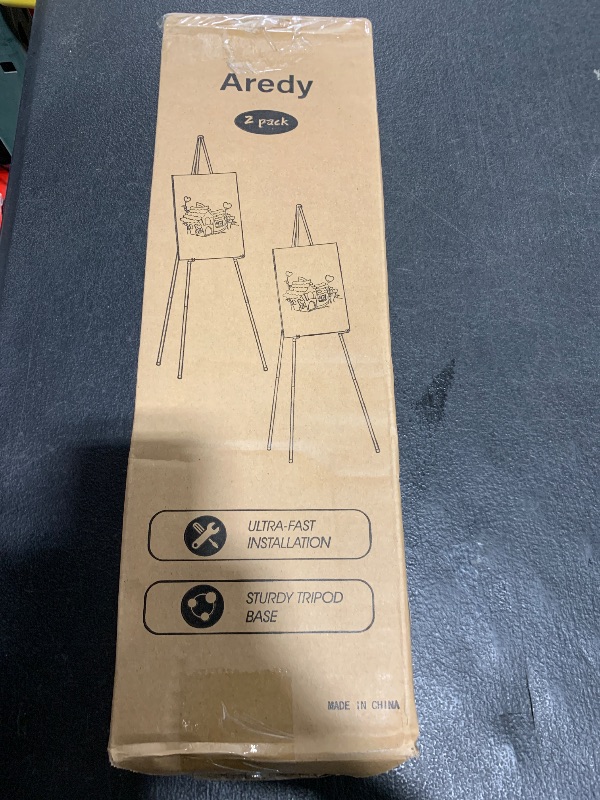 Aredy
2 pack
ULTRA-FAST
INSTALLATION
STURDY TRIPOD
BASE
MADE IN CHINA